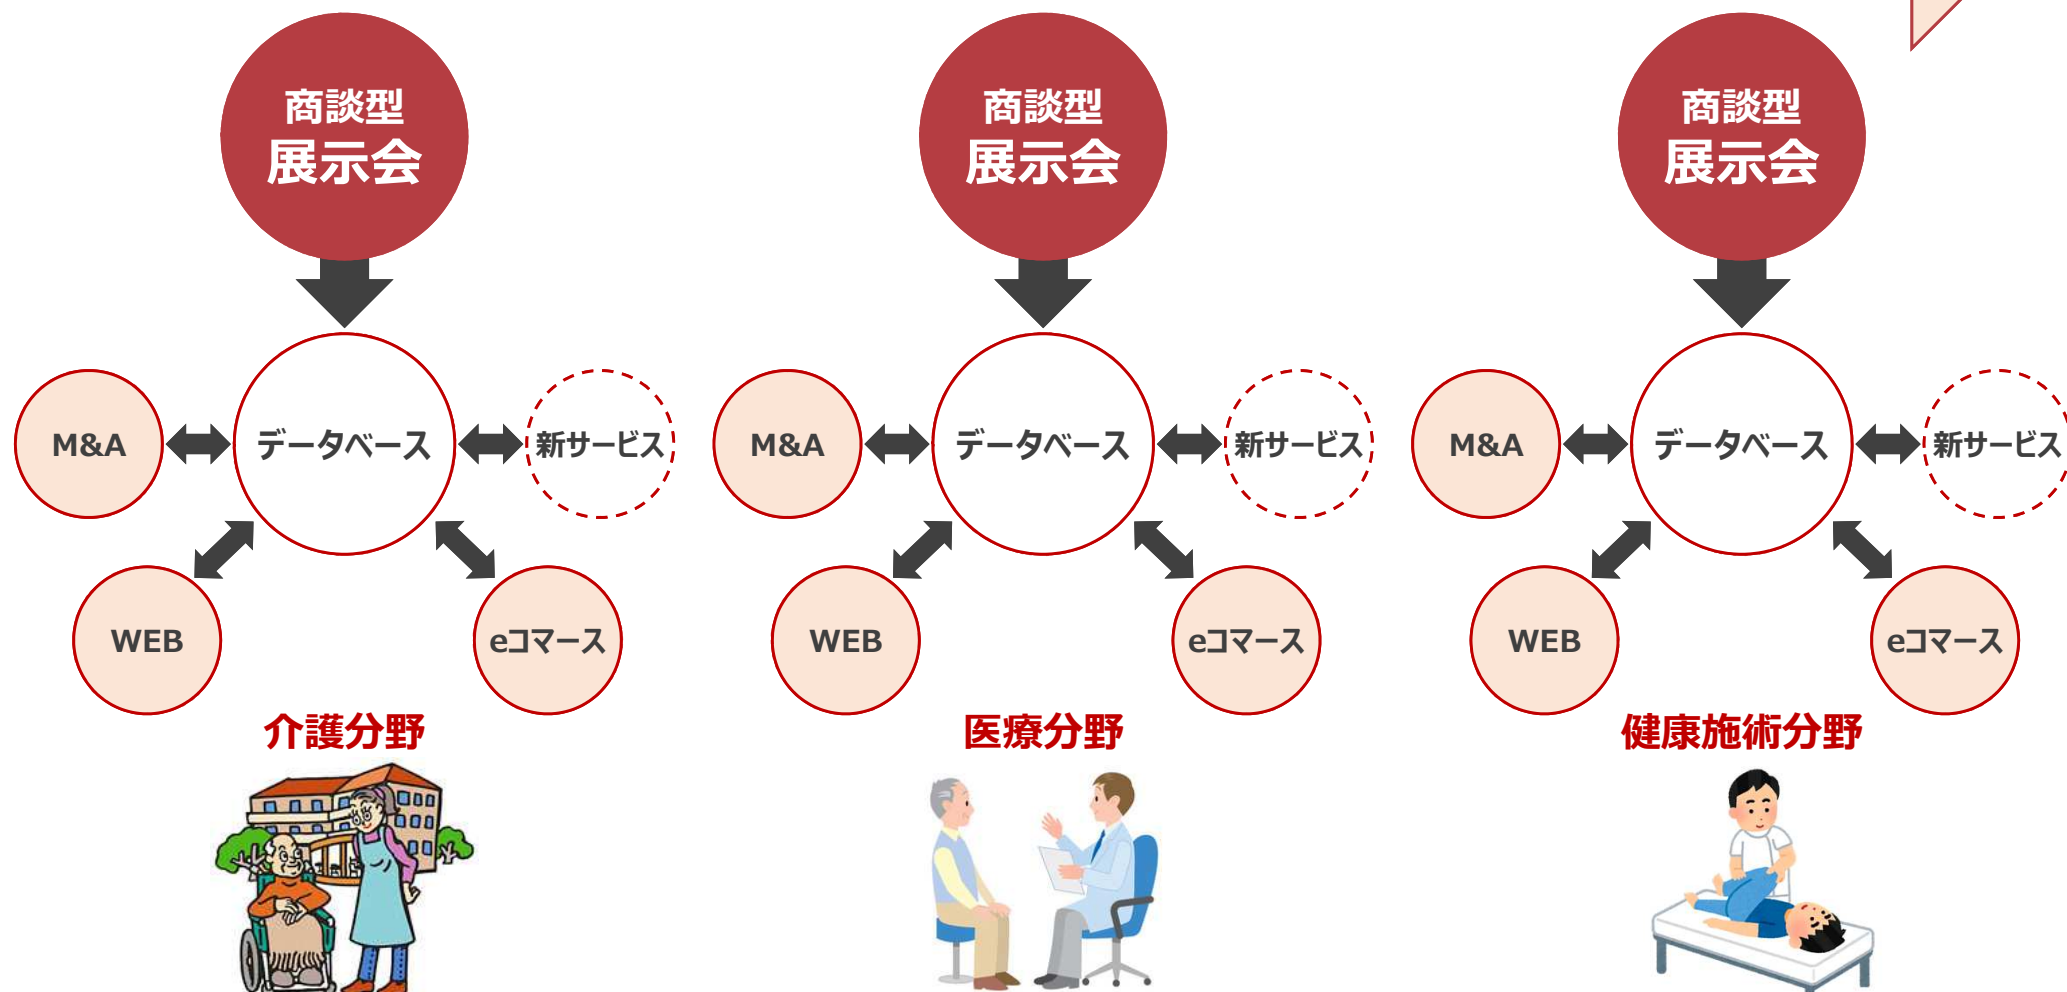 商談型
展示会
商談型
展示会
商談型
展示会
M&A
データベース
新サービス
M&A
データベース
新サービス
M&A
データベース
新サービス
WEB
eコマース
WEB
eコマース
WEB
eコマース
介護分野
医療分野
健康施術分野